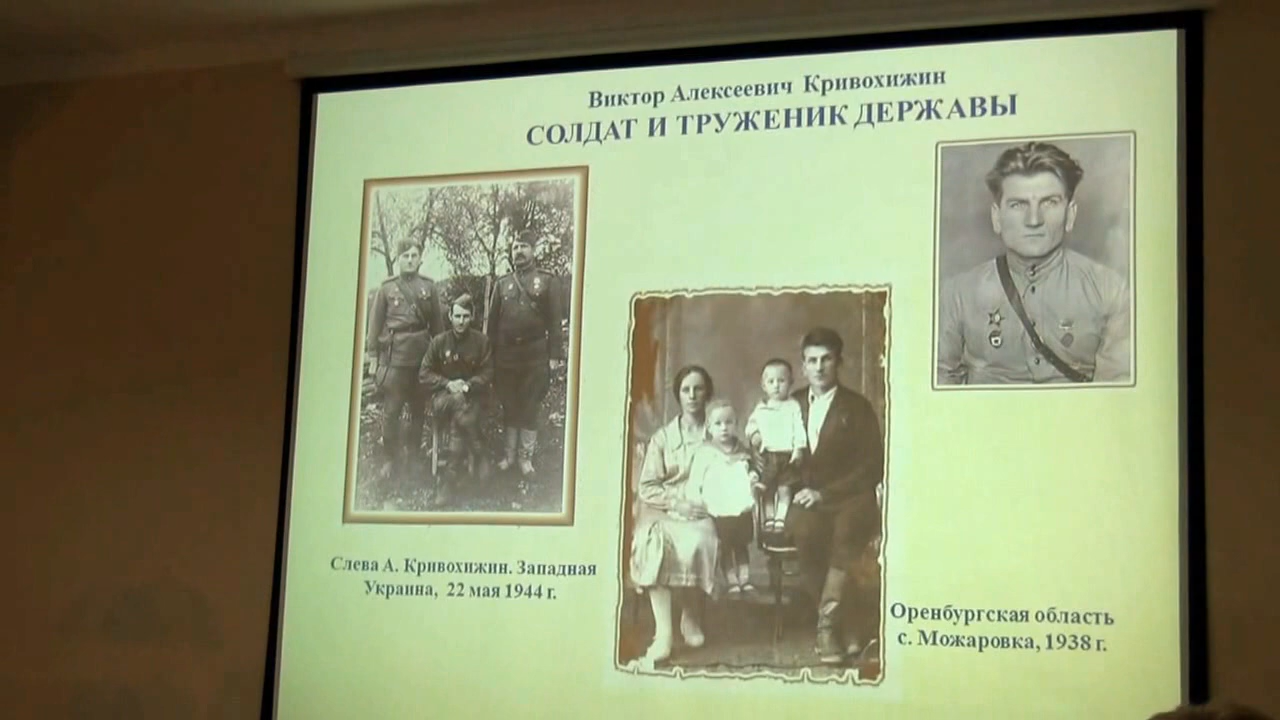 Виктор Алексеевич Кривохижин
СОЛДАТ И ТРУЖЕНИК ДЕРЖАВЫ
Слева А. Кривохижин. Западная
Украина, 22 мая 1944 г.
Оренбургская область
с. Можаровка, 1938 г.